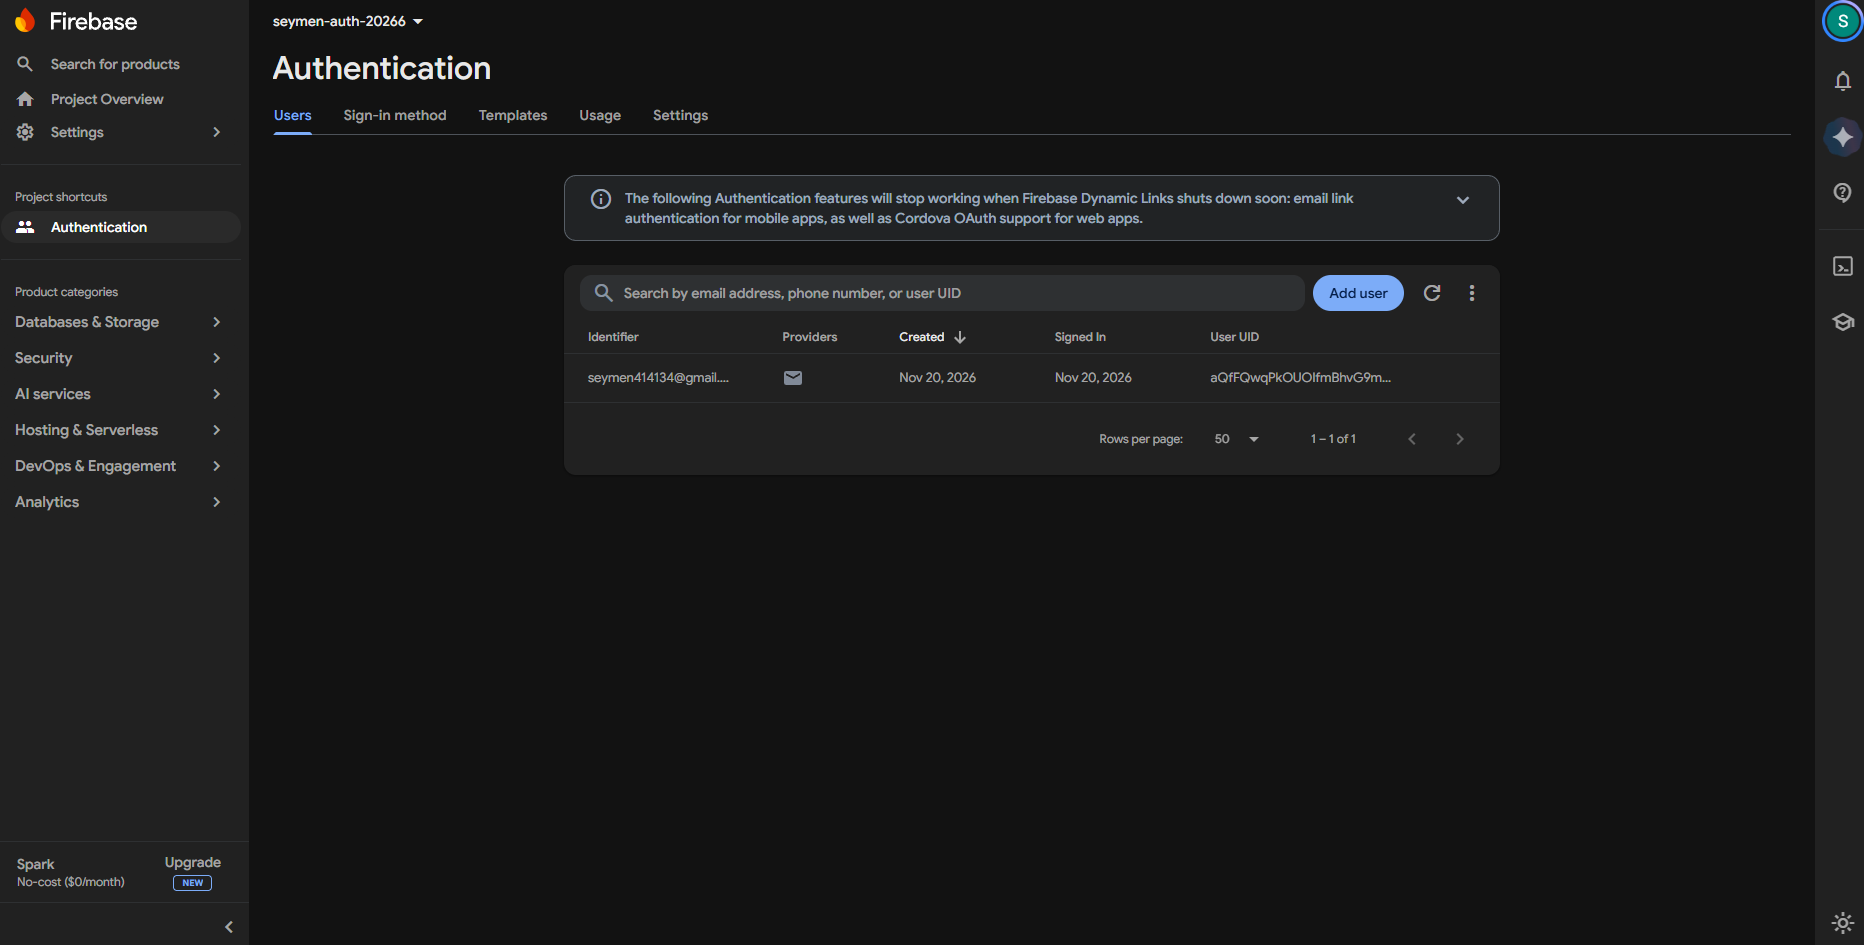 Firebase
Search for products
Project Overview
Settings
Project shortcuts
Authentication
Product categories
Databases & Storage
Security
AI services
Hosting & Serverless
DevOps & Engagement
Analytics
Spark
No-cost ($0/month)
Upgrade
NEW
seymen-auth-20266
Authentication
Users Sign-in method Templates Usage Settings
The following Authentication features will stop working when Firebase Dynamic Links shuts down soon: email link
authentication for mobile apps, as well as Cordova OAuth support for web apps.
Search by email address, phone number, or user UID
Add user
Identifier Providers Created Signed In User UID
seymen414134@gmail.... Nov 20, 2026 Nov 20, 2026 aQfFQwqPkOUOIfmBhvG9m...
Rows per page: 50 1 – 1 of 1
S